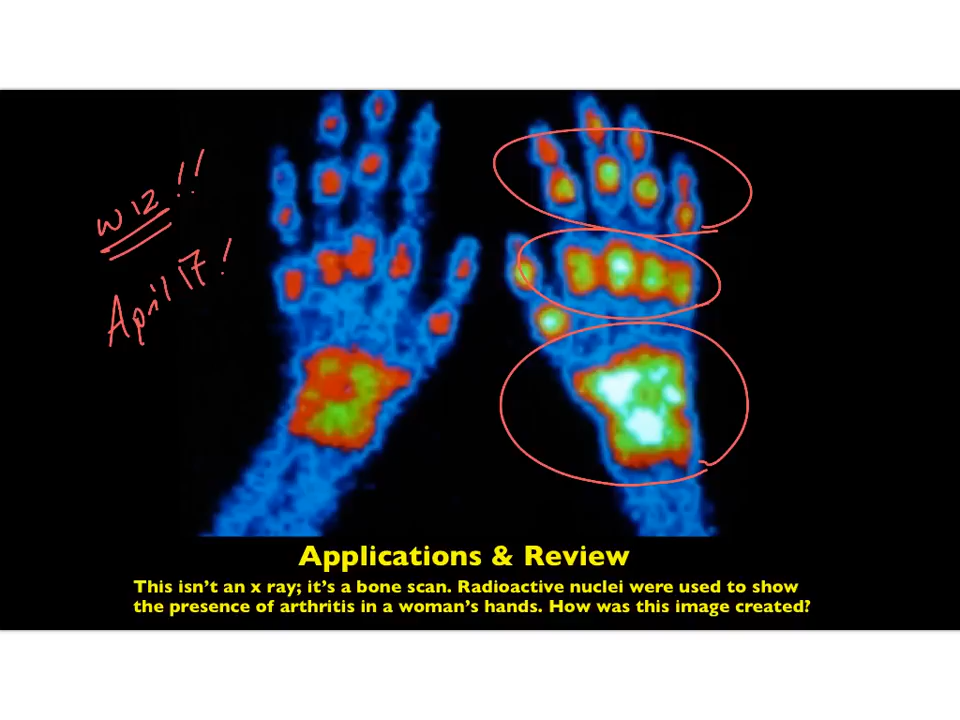 W 12 !!
April 17 !
Applications & Review
This isn't an x ray; it's a bone scan. Radioactive nuclei were used to show
the presence of arthritis in a woman's hands. How was this image created?